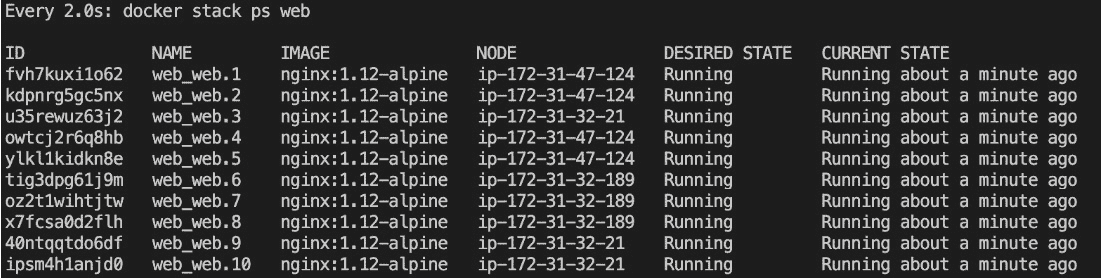 Every 2.0s: docker stack ps web
ID NAME IMAGE NODE DESIRED STATE CURRENT STATE
fvh7kuxi1o62 web_web.1 nginx:1.12-alpine ip-172-31-47-124 Running Running about a minute ago
kdpnrg5gc5nx web_web.2 nginx:1.12-alpine ip-172-31-47-124 Running Running about a minute ago
u35rewuz63j2 web_web.3 nginx:1.12-alpine ip-172-31-32-21 Running Running about a minute ago
owtcj2r6q8hb web_web.4 nginx:1.12-alpine ip-172-31-47-124 Running Running about a minute ago
ylkl1kidkn8e web_web.5 nginx:1.12-alpine ip-172-31-47-124 Running Running about a minute ago
tig3dpg61j9m web_web.6 nginx:1.12-alpine ip-172-31-32-189 Running Running about a minute ago
oz2t1wihtjtw web_web.7 nginx:1.12-alpine ip-172-31-32-189 Running Running about a minute ago
x7fcsa0d2flh web_web.8 nginx:1.12-alpine ip-172-31-32-189 Running Running about a minute ago
40ntqqtdo6df web_web.9 nginx:1.12-alpine ip-172-31-32-21 Running Running about a minute ago
ipsm4h1anjd0 web_web.10 nginx:1.12-alpine ip-172-31-32-21 Running Running about a minute ago